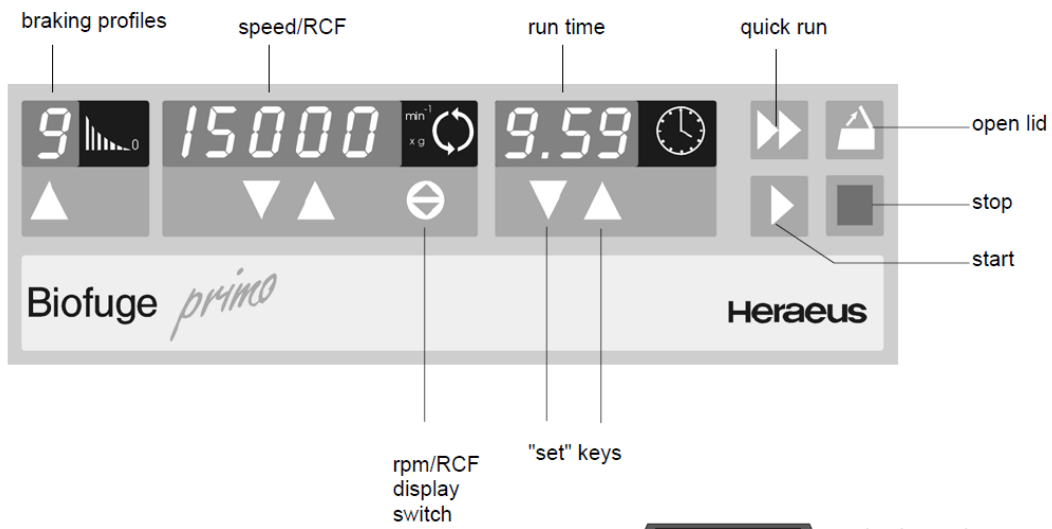 braking profiles
speed/RCF
run time
quick run
9
0
15000
min⁻¹
x g
9.59
open lid
stop
start
Biofuge primo
Heraeus
rpm/RCF
display
switch
"set" keys